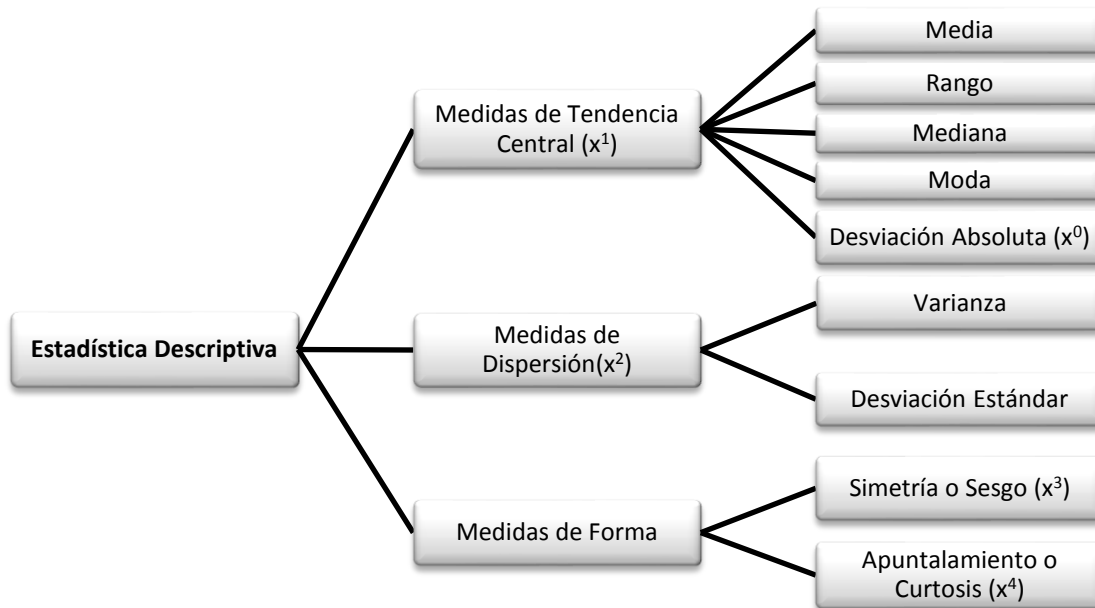 Estadística Descriptiva
Medidas de Tendencia
Central (x¹)
Media
Rango
Mediana
Moda
Desviación Absoluta (x⁰)
Medidas de
Dispersión(x²)
Varianza
Desviación Estándar
Medidas de Forma
Simetría o Sesgo (x³)
Apuntalamiento o
Curtosis (x⁴)